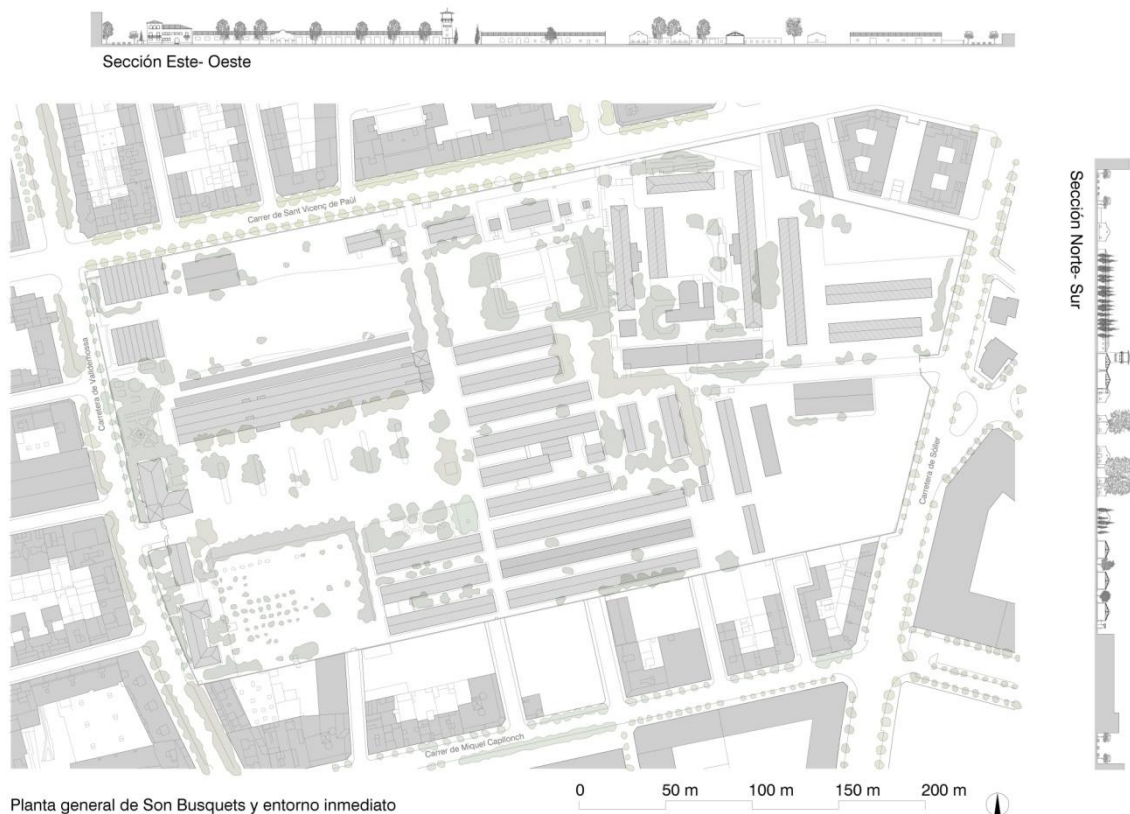 Sección Este- Oeste
Carrer de Sant Vicenç de Paül
Sección Norte- Sur
Carretera de Valldemossa
Carretera de Sóller
Carrer de Miquel Capllonch
Planta general de Son Busquets y entorno inmediato
0 50 m 100 m 150 m 200 m